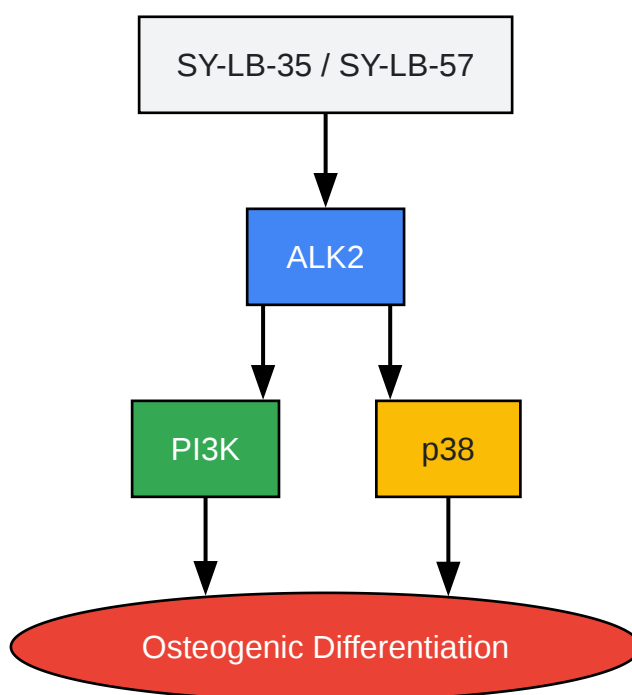 SY-LB-35 / SY-LB-57
ALK2
PI3K
p38
Osteogenic Differentiation